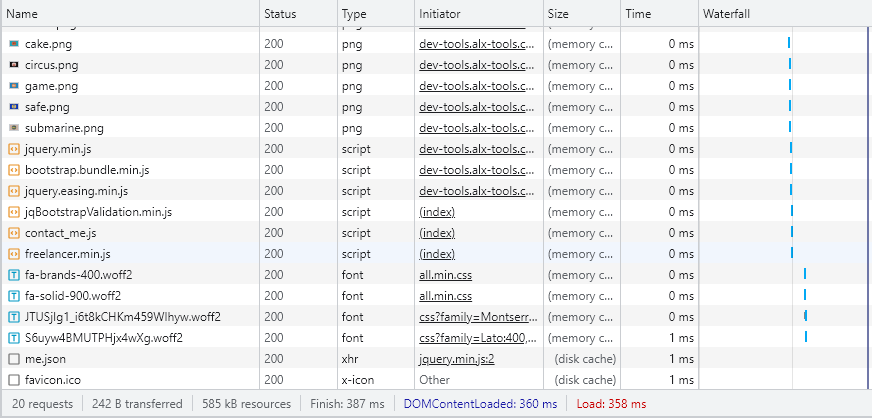 Name Status Type Initiator Size Time Waterfall
cake.png 200 png dev-tools.alx-tools.c... (memory c... 0 ms
circus.png 200 png dev-tools.alx-tools.c... (memory c... 0 ms
game.png 200 png dev-tools.alx-tools.c... (memory c... 0 ms
safe.png 200 png dev-tools.alx-tools.c... (memory c... 0 ms
submarine.png 200 png dev-tools.alx-tools.c... (memory c... 0 ms
jquery.min.js 200 script dev-tools.alx-tools.c... (memory c... 0 ms
bootstrap.bundle.min.js 200 script dev-tools.alx-tools.c... (memory c... 0 ms
jquery.easing.min.js 200 script dev-tools.alx-tools.c... (memory c... 0 ms
jqBootstrapValidation.min.js 200 script (index) (memory c... 0 ms
contact_me.js 200 script (index) (memory c... 0 ms
freelancer.min.js 200 script (index) (memory c... 0 ms
fa-brands-400.woff2 200 font all.min.css (memory c... 0 ms
fa-solid-900.woff2 200 font all.min.css (memory c... 0 ms
JTUSjIg1_i6t8kCHKm459Wlhyw.woff2 200 font css?family=Montserr... (memory c... 0 ms
S6uyw4BMUTPHjx4wXg.woff2 200 font css?family=Lato:400,... (memory c... 1 ms
me.json 200 xhr jquery.min.js:2 (disk cache) 1 ms
favicon.ico 200 x-icon Other (disk cache) 1 ms
20 requests 242 B transferred 585 kB resources Finish: 387 ms DOMContentLoaded: 360 ms Load: 358 ms